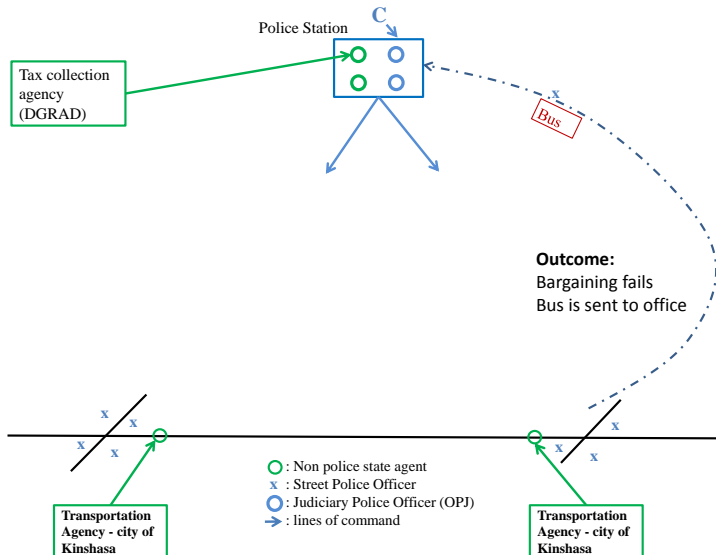 C
Police Station
Tax collection
agency
(DGRAD)
x
Bus
Outcome:
Bargaining fails
Bus is sent to office
x
x
x
x
x
x
x
: Non police state agent
x : Street Police Officer
: Judiciary Police Officer (OPJ)
: lines of command
Transportation
Agency - city of
Kinshasa
Transportation
Agency - city of
Kinshasa